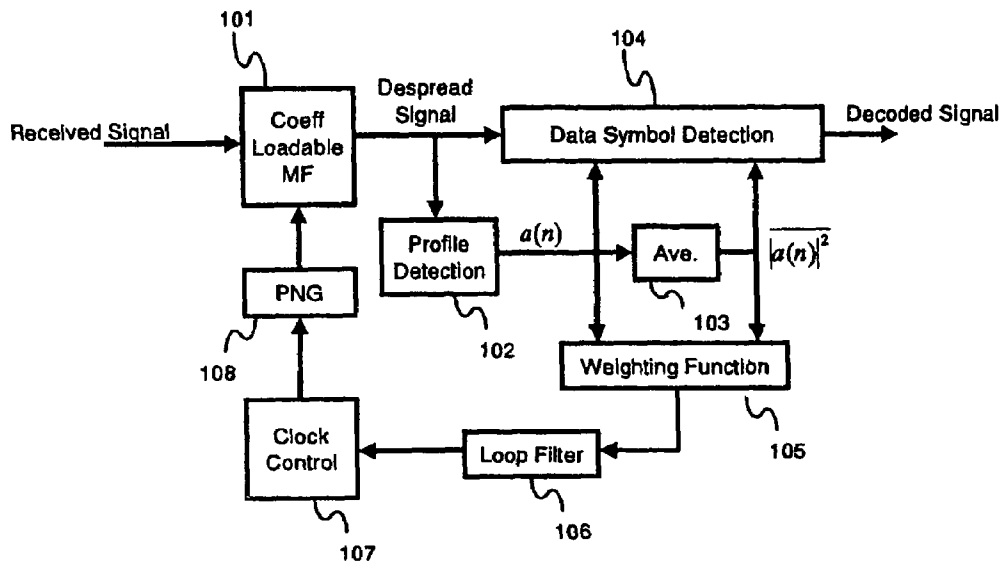 101
104
Despread
Signal
Received Signal
Coeff
Loadable
MF
Data Symbol Detection
Decoded Signal
Profile
Detection
a(n)
Ave.
|a(n)|²
PNG
102
103
108
Weighting Function
Clock
Control
Loop Filter
105
106
107